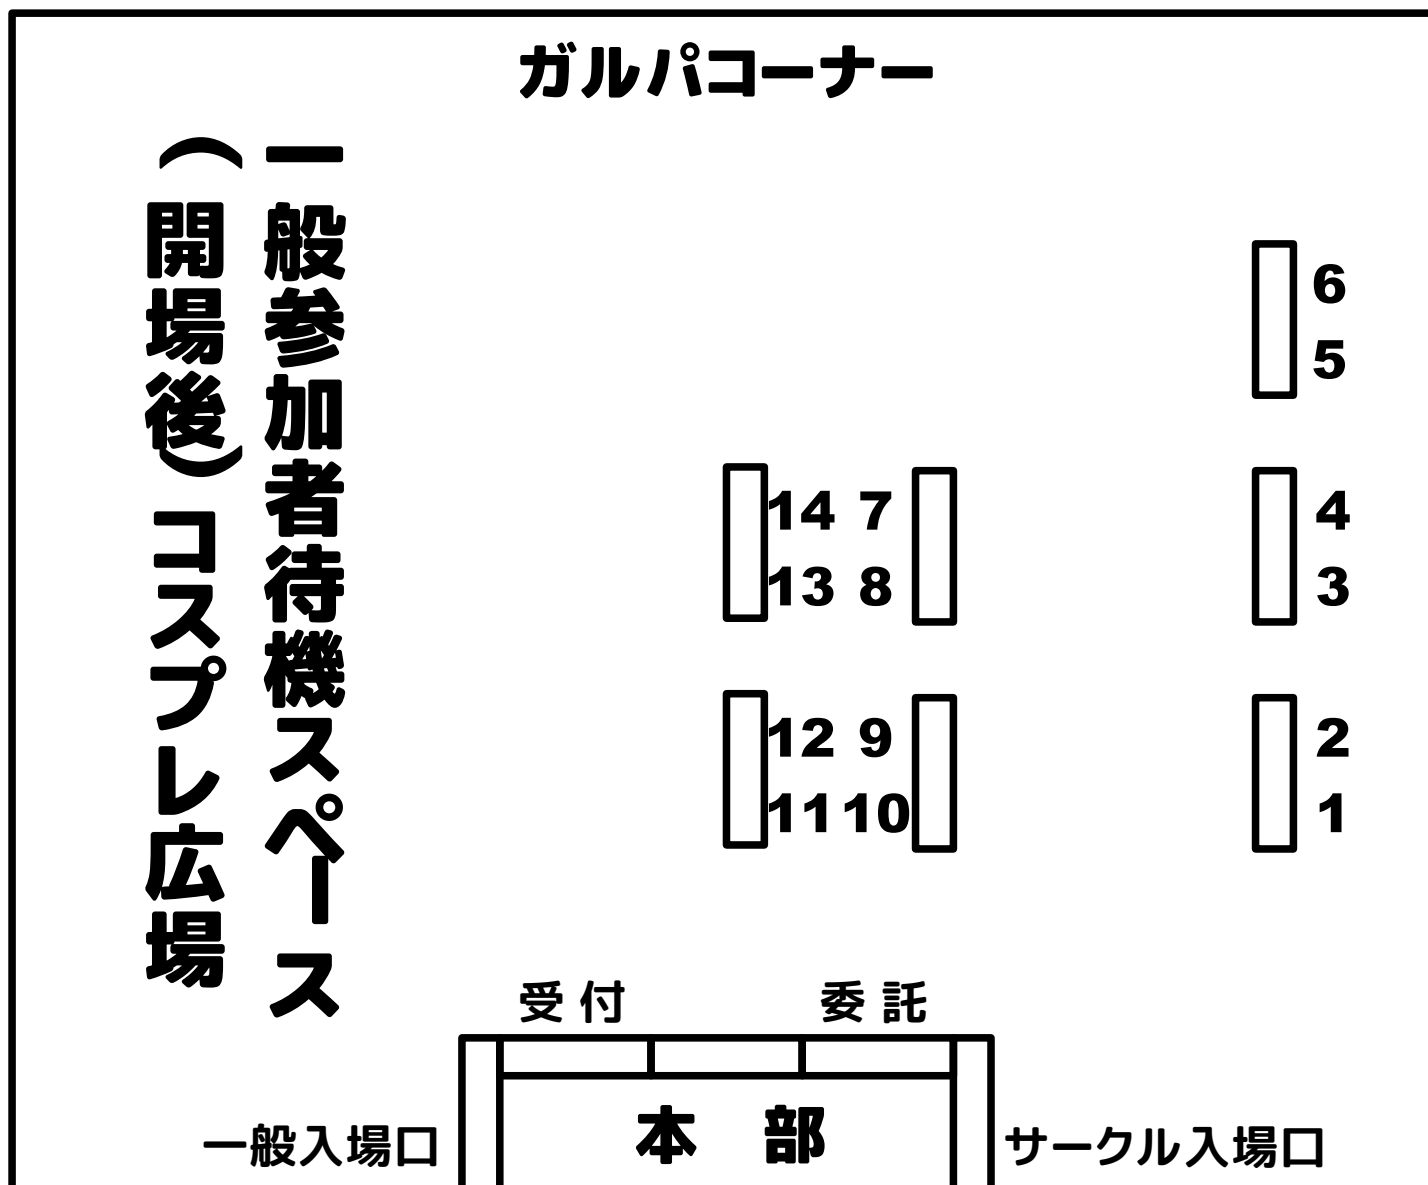 ガルパコーナー
一般参加者待機スペース
（開場後）コスプレ広場
6
5
14 7 4
13 8 3
12 9 2
11 10 1
受付 委託
本部
一般入場口 サークル入場口